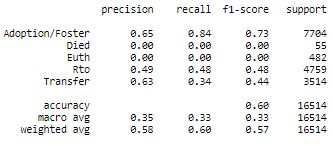 precision recall f1-score support
Adoption/Foster 0.65 0.84 0.73 7704
Died 0.00 0.00 0.00 55
Euth 0.00 0.00 0.00 482
Rto 0.49 0.48 0.48 4759
Transfer 0.63 0.34 0.44 3514
accuracy 0.60 16514
macro avg 0.35 0.33 0.33 16514
weighted avg 0.58 0.60 0.57 16514